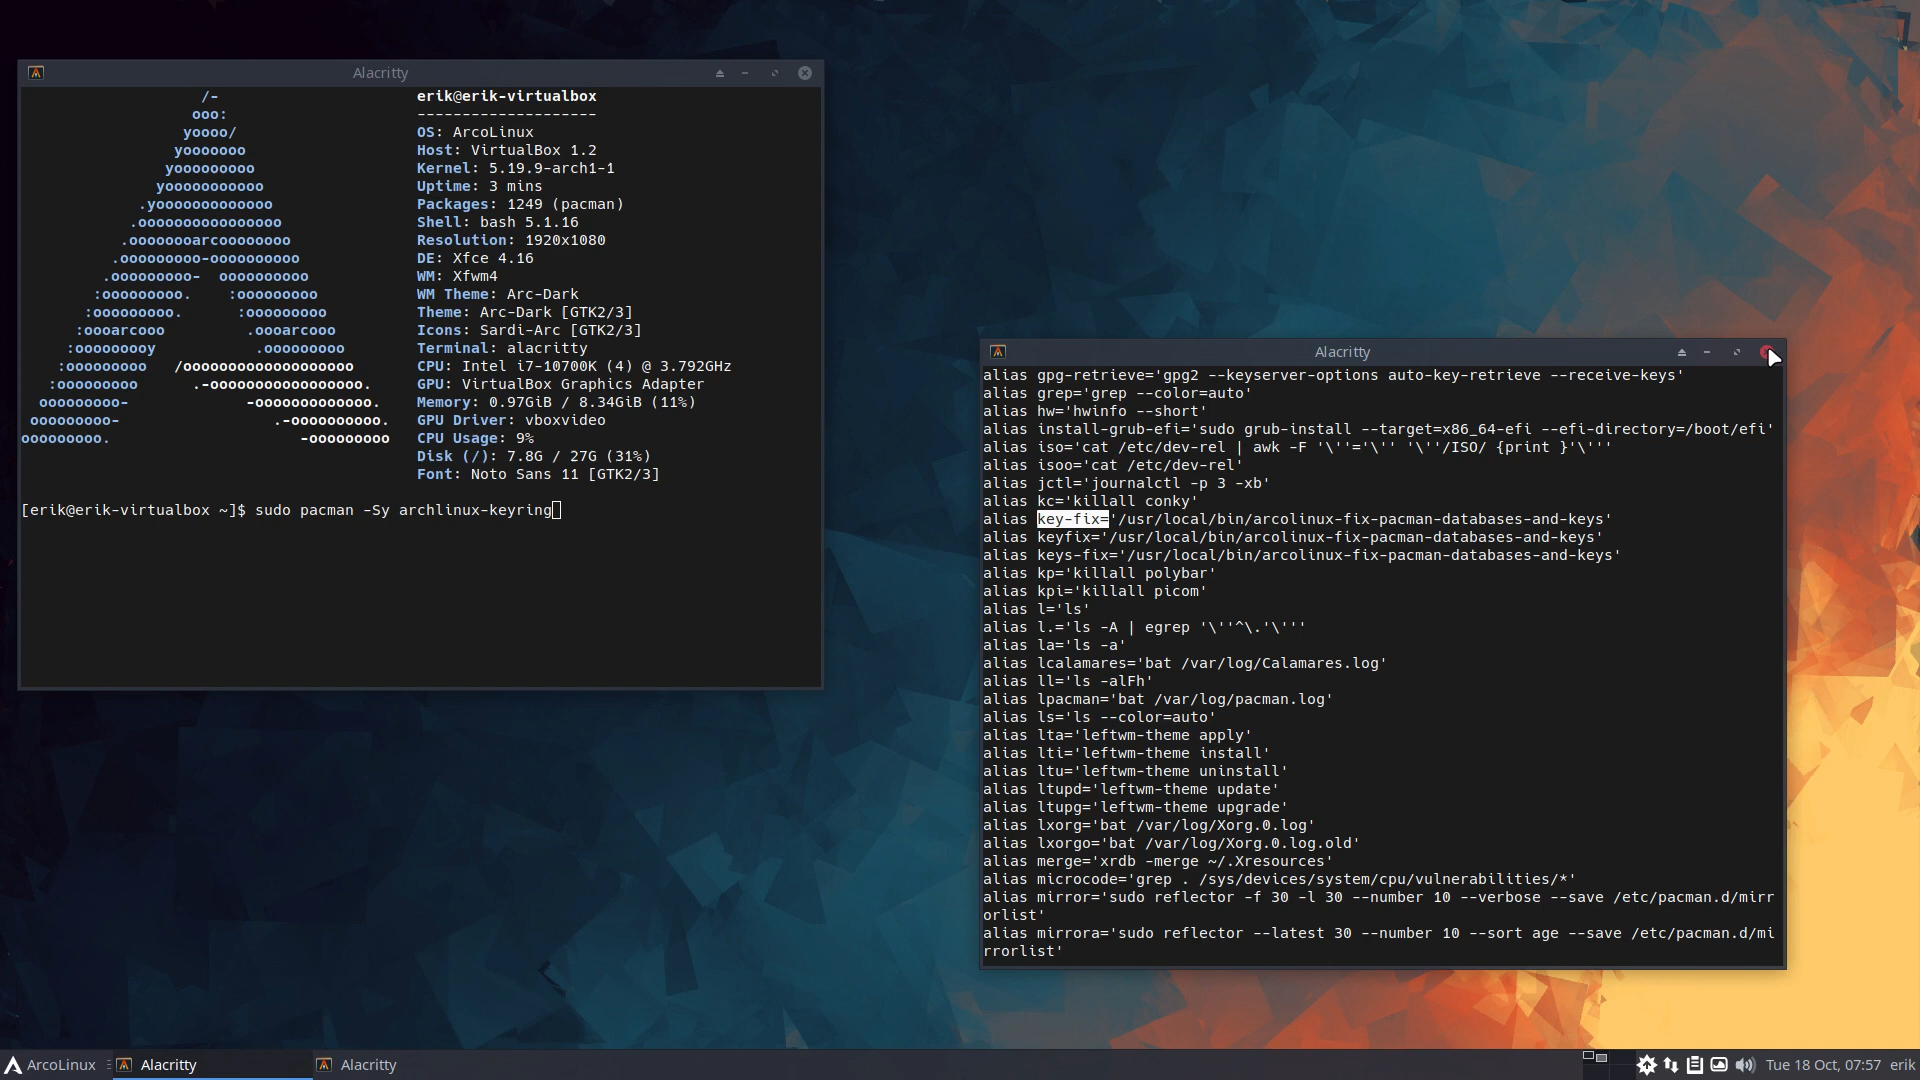 Alacritty
/-
ooo:
yoooo/
yooooooo
yooooooooo
yooooooooooo
.yooooooooooooo
.oooooooooooooooo
.oooooooarcoooooooo
.ooooooooo-oooooooooo
.ooooooooo-  oooooooooo
:ooooooooo.    :ooooooooo
:ooooooooo.      :ooooooooo
:oooarcooo         .oooarcooo
:ooooooooy           .ooooooooo
:ooooooooo   /ooooooooooooooooooo
:ooooooooo      .-ooooooooooooooooo.
ooooooooo-             -ooooooooooooo.
ooooooooo-                 .-oooooooooo.
ooooooooo.                     -ooooooooo
erik@erik-virtualbox
--------------------
OS: ArcoLinux
Host: VirtualBox 1.2
Kernel: 5.19.9-arch1-1
Uptime: 3 mins
Packages: 1249 (pacman)
Shell: bash 5.1.16
Resolution: 1920x1080
DE: Xfce 4.16
WM: Xfwm4
WM Theme: Arc-Dark
Theme: Arc-Dark [GTK2/3]
Icons: Sardi-Arc [GTK2/3]
Terminal: alacritty
CPU: Intel i7-10700K (4) @ 3.792GHz
GPU: VirtualBox Graphics Adapter
Memory: 0.97GiB / 8.34GiB (11%)
GPU Driver: vboxvideo
CPU Usage: 9%
Disk (/): 7.8G / 27G (31%)
Font: Noto Sans 11 [GTK2/3]
[erik@erik-virtualbox ~]$ sudo pacman -Sy archlinux-keyring
Alacritty
alias gpg-retrieve='gpg2 --keyserver-options auto-key-retrieve --receive-keys'
alias grep='grep --color=auto'
alias hw='hwinfo --short'
alias install-grub-efi='sudo grub-install --target=x86_64-efi --efi-directory=/boot/efi'
alias iso='cat /etc/dev-rel | awk -F '\''='\'' '\''/ISO/ {print }'\'''
alias isoo='cat /etc/dev-rel'
alias jctl='journalctl -p 3 -xb'
alias kc='killall conky'
alias key-fix='/usr/local/bin/arcolinux-fix-pacman-databases-and-keys'
alias keyfix='/usr/local/bin/arcolinux-fix-pacman-databases-and-keys'
alias keys-fix='/usr/local/bin/arcolinux-fix-pacman-databases-and-keys'
alias kp='killall polybar'
alias kpi='killall picom'
alias l='ls'
alias l.='ls -A | egrep '\''^\.'\'''
alias la='ls -a'
alias lcalamares='bat /var/log/Calamares.log'
alias ll='ls -alFh'
alias lpacman='bat /var/log/pacman.log'
alias ls='ls --color=auto'
alias lta='leftwm-theme apply'
alias lti='leftwm-theme install'
alias ltu='leftwm-theme uninstall'
alias ltupd='leftwm-theme update'
alias ltupg='leftwm-theme upgrade'
alias lxorg='bat /var/log/Xorg.0.log'
alias lxorgo='bat /var/log/Xorg.0.log.old'
alias merge='xrdb -merge ~/.Xresources'
alias microcode='grep . /sys/devices/system/cpu/vulnerabilities/*'
alias mirror='sudo reflector -f 30 -l 30 --number 10 --verbose --save /etc/pacman.d/mirr
orlist'
alias mirrora='sudo reflector --latest 30 --number 10 --sort age --save /etc/pacman.d/mi
rrorlist'
ArcoLinux
Alacritty
Alacritty
Tue 18 Oct, 07:57
erik